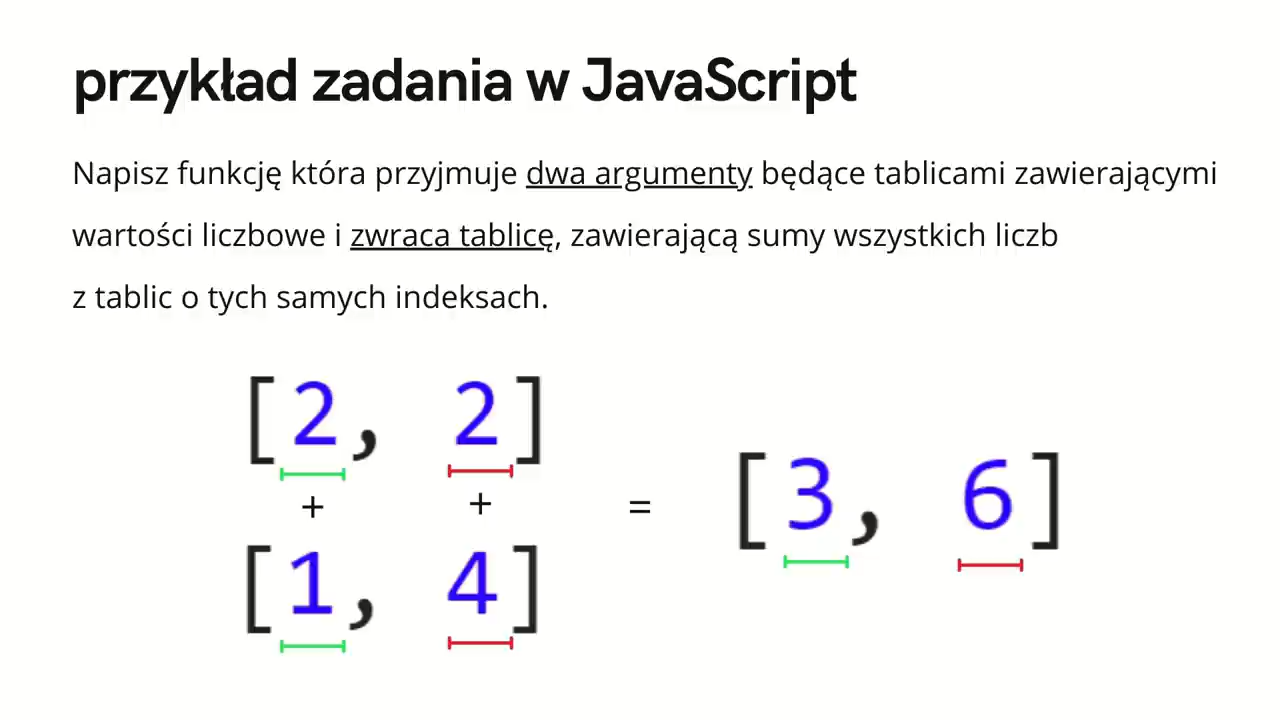 przykład zadania w JavaScript
Napisz funkcję która przyjmuje dwa argumenty będące tablicami zawierającymi
wartości liczbowe i zwraca tablicę, zawierającą sumy wszystkich liczb
z tablic o tych samych indeksach.
[2, 2]
+ + = [3, 6]
[1, 4]